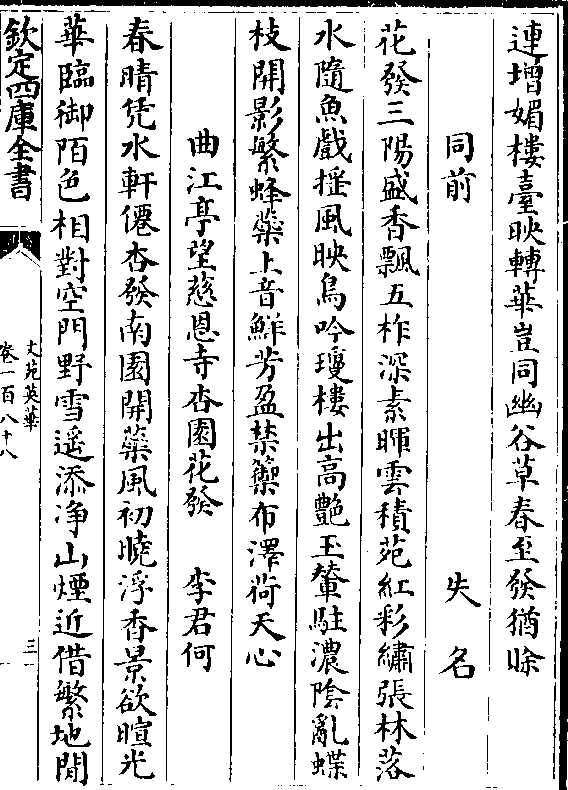 連增媚樓臺映轉華豈同幽谷草春至發猶賒
同前 失名
花發三陽盛香飄五柞深素暉雲積苑紅彩繡張林落
水隨魚戲摇風映鳥吟瓊樓出高艶玉輦駐濃隂亂蝶
枝開影繁蜂蘂上音鮮芳盈禁籞布澤荷天心
曲江亭望慈恩寺杏園花發 李君何
春晴凭水軒僊杏發南園開蘂風初曉浮香景欲暄光
華臨御陌色相對空門野雪遥添净山煙近借繁地閒
欽定四庫全書
文苑英華
卷一百八十八
三